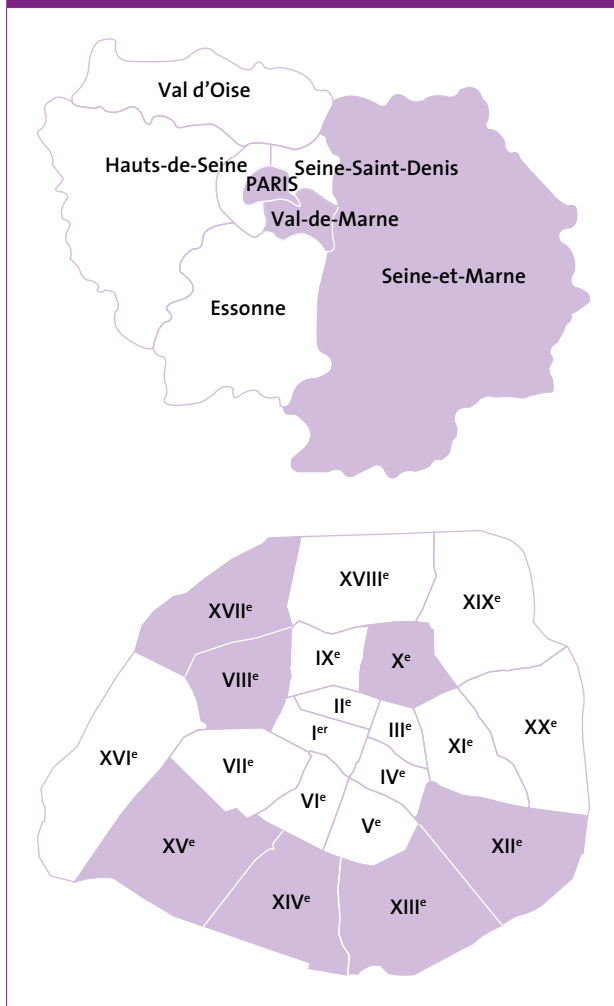 Val d'Oise
Hauts-de-Seine
Seine-Saint-Denis
PARIS
Val-de-Marne
Seine-et-Marne
Essonne
XVIIIᵉ
XIXᵉ
XVIIᵉ
IXᵉ
Xᵉ
VIIIᵉ
IIᵉ
Iᵉʳ
IIIᵉ
XXᵉ
XIᵉ
XVIᵉ
VIIᵉ
IVᵉ
VIᵉ
Vᵉ
XVᵉ
XIIᵉ
XIVᵉ
XIIIᵉ